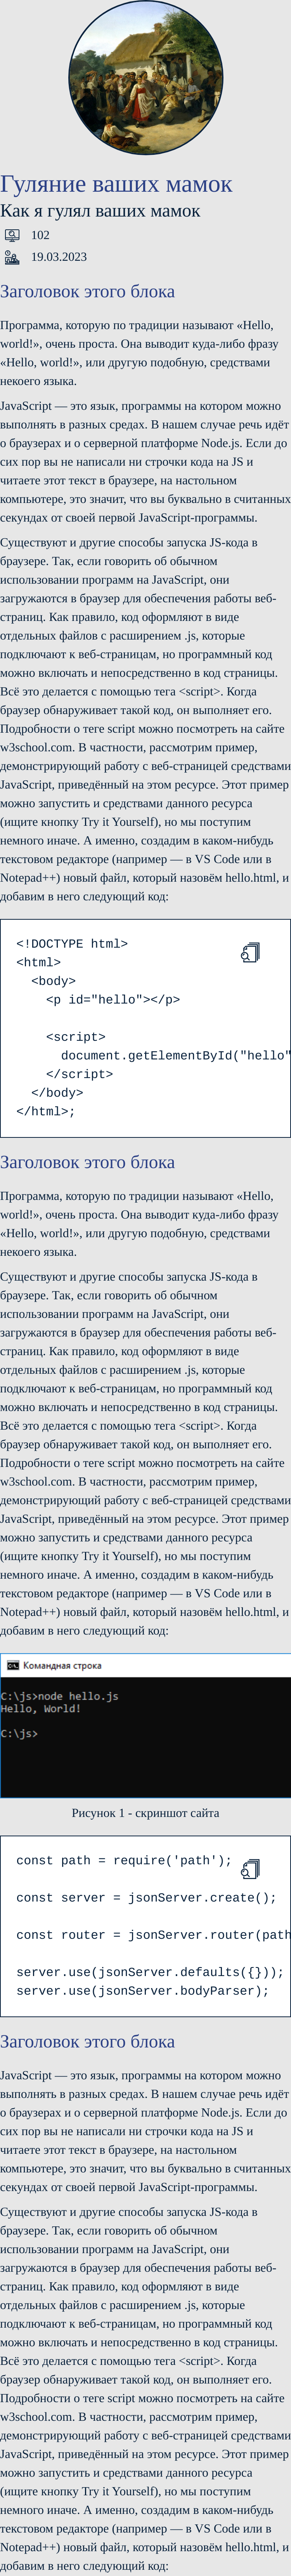 Гуляние ваших мамок
Как я гулял ваших мамок
102
19.03.2023
Заголовок этого блока
Программа, которую по традиции называют «Hello,
world!», очень проста. Она выводит куда-либо фразу
«Hello, world!», или другую подобную, средствами
некоего языка.
JavaScript — это язык, программы на котором можно
выполнять в разных средах. В нашем случае речь идёт
о браузерах и о серверной платформе Node.js. Если до
сих пор вы не написали ни строчки кода на JS и
читаете этот текст в браузере, на настольном
компьютере, это значит, что вы буквально в считанных
секундах от своей первой JavaScript-программы.
Существуют и другие способы запуска JS-кода в
браузере. Так, если говорить об обычном
использовании программ на JavaScript, они
загружаются в браузер для обеспечения работы веб-
страниц. Как правило, код оформляют в виде
отдельных файлов с расширением .js, которые
подключают к веб-страницам, но программный код
можно включать и непосредственно в код страницы.
Всё это делается с помощью тега <script>. Когда
браузер обнаруживает такой код, он выполняет его.
Подробности о теге script можно посмотреть на сайте
w3school.com. В частности, рассмотрим пример,
демонстрирующий работу с веб-страницей средствами
JavaScript, приведённый на этом ресурсе. Этот пример
можно запустить и средствами данного ресурса
(ищите кнопку Try it Yourself), но мы поступим
немного иначе. А именно, создадим в каком-нибудь
текстовом редакторе (например — в VS Code или в
Notepad++) новый файл, который назовём hello.html, и
добавим в него следующий код:
<!DOCTYPE html>
<html>
<body>
<p id="hello"></p>
<script>
document.getElementById("hello"
</script>
</body>
</html>;
Заголовок этого блока
Программа, которую по традиции называют «Hello,
world!», очень проста. Она выводит куда-либо фразу
«Hello, world!», или другую подобную, средствами
некоего языка.
Существуют и другие способы запуска JS-кода в
браузере. Так, если говорить об обычном
использовании программ на JavaScript, они
загружаются в браузер для обеспечения работы веб-
страниц. Как правило, код оформляют в виде
отдельных файлов с расширением .js, которые
подключают к веб-страницам, но программный код
можно включать и непосредственно в код страницы.
Всё это делается с помощью тега <script>. Когда
браузер обнаруживает такой код, он выполняет его.
Подробности о теге script можно посмотреть на сайте
w3school.com. В частности, рассмотрим пример,
демонстрирующий работу с веб-страницей средствами
JavaScript, приведённый на этом ресурсе. Этот пример
можно запустить и средствами данного ресурса
(ищите кнопку Try it Yourself), но мы поступим
немного иначе. А именно, создадим в каком-нибудь
текстовом редакторе (например — в VS Code или в
Notepad++) новый файл, который назовём hello.html, и
добавим в него следующий код:
Командная строка
C:\js>node hello.js
Hello, World!
C:\js>
Рисунок 1 - скриншот сайта
const path = require('path');
const server = jsonServer.create();
const router = jsonServer.router(path
server.use(jsonServer.defaults({}));
server.use(jsonServer.bodyParser);
Заголовок этого блока
JavaScript — это язык, программы на котором можно
выполнять в разных средах. В нашем случае речь идёт
о браузерах и о серверной платформе Node.js. Если до
сих пор вы не написали ни строчки кода на JS и
читаете этот текст в браузере, на настольном
компьютере, это значит, что вы буквально в считанных
секундах от своей первой JavaScript-программы.
Существуют и другие способы запуска JS-кода в
браузере. Так, если говорить об обычном
использовании программ на JavaScript, они
загружаются в браузер для обеспечения работы веб-
страниц. Как правило, код оформляют в виде
отдельных файлов с расширением .js, которые
подключают к веб-страницам, но программный код
можно включать и непосредственно в код страницы.
Всё это делается с помощью тега <script>. Когда
браузер обнаруживает такой код, он выполняет его.
Подробности о теге script можно посмотреть на сайте
w3school.com. В частности, рассмотрим пример,
демонстрирующий работу с веб-страницей средствами
JavaScript, приведённый на этом ресурсе. Этот пример
можно запустить и средствами данного ресурса
(ищите кнопку Try it Yourself), но мы поступим
немного иначе. А именно, создадим в каком-нибудь
текстовом редакторе (например — в VS Code или в
Notepad++) новый файл, который назовём hello.html, и
добавим в него следующий код: